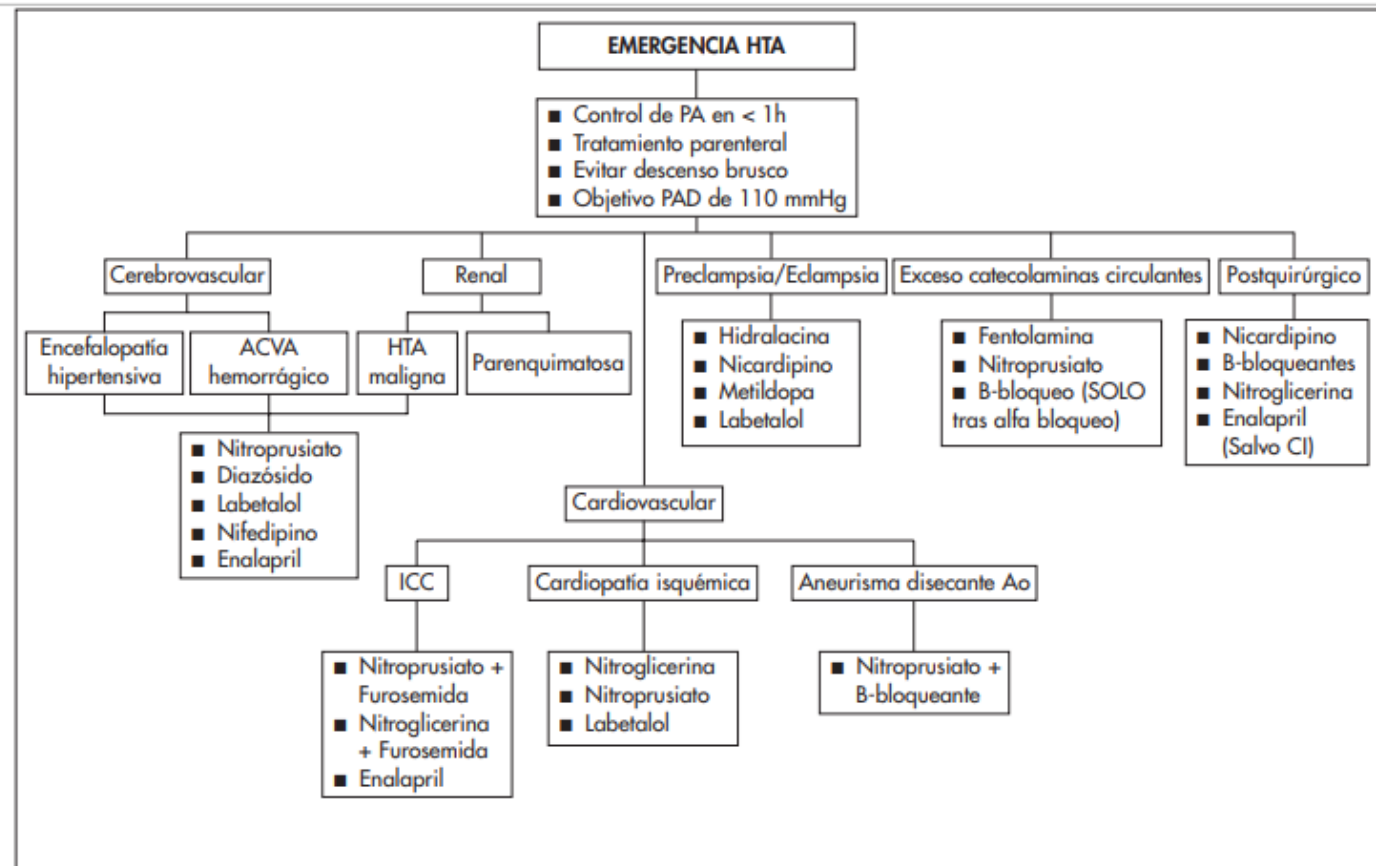 EMERGENCIA HTA
■ Control de PA en < 1h
■ Tratamiento parenteral
■ Evitar descenso brusco
■ Objetivo PAD de 110 mmHg
Cerebrovascular
Renal
Preclampsia/Eclampsia
Exceso catecolaminas circulantes
Postquirúrgico
Encefalopatía
hipertensiva
ACVA
hemorrágico
HTA
maligna
Parenquimatosa
■ Nitroprusiato
■ Diazósido
■ Labetalol
■ Nifedipino
■ Enalapril
■ Hidralacina
■ Nicardipino
■ Metildopa
■ Labetalol
■ Fentolamina
■ Nitroprusiato
■ B-bloqueo (SOLO
tras alfa bloqueo)
■ Nicardipino
■ B-bloqueantes
■ Nitroglicerina
■ Enalapril
(Salvo CI)
Cardiovascular
ICC
Cardiopatía isquémica
Aneurisma disecante Ao
■ Nitroprusiato +
Furosemida
■ Nitroglicerina
+ Furosemida
■ Enalapril
■ Nitroglicerina
■ Nitroprusiato
■ Labetalol
■ Nitroprusiato +
B-bloqueante